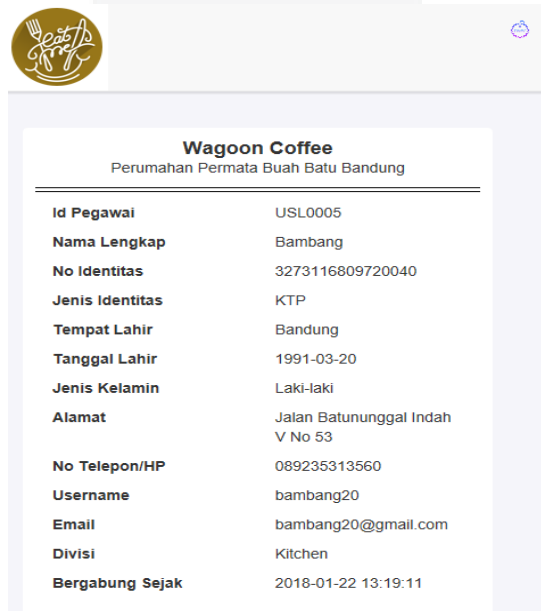 eat
me
Wagoon Coffee
Perumahan Permata Buah Batu Bandung
Id Pegawai USL0005
Nama Lengkap Bambang
No Identitas 3273116809720040
Jenis Identitas KTP
Tempat Lahir Bandung
Tanggal Lahir 1991-03-20
Jenis Kelamin Laki-laki
Alamat Jalan Batununggal Indah
V No 53
No Telepon/HP 089235313560
Username bambang20
Email bambang20@gmail.com
Divisi Kitchen
Bergabung Sejak 2018-01-22 13:19:11